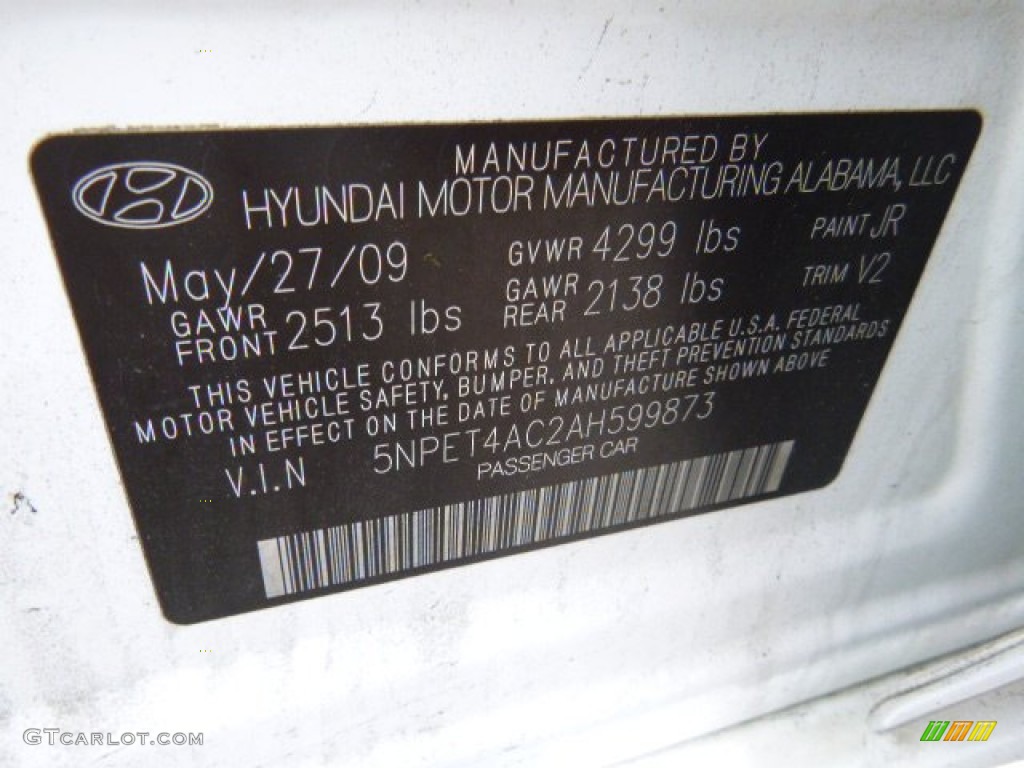 MANUFACTURED BY
HYUNDAI MOTOR MANUFACTURING ALABAMA, LLC
May/27/09 GVWR 4299 lbs PAINT JR
GAWR FRONT 2513 lbs GAWR REAR 2138 lbs TRIM V2
THIS VEHICLE CONFORMS TO ALL APPLICABLE U.S.A. FEDERAL
MOTOR VEHICLE SAFETY, BUMPER, AND THEFT PREVENTION STANDARDS
IN EFFECT ON THE DATE OF MANUFACTURE SHOWN ABOVE
V.I.N 5NPET4AC2AH599873
PASSENGER CAR
GTCARLOT.COM